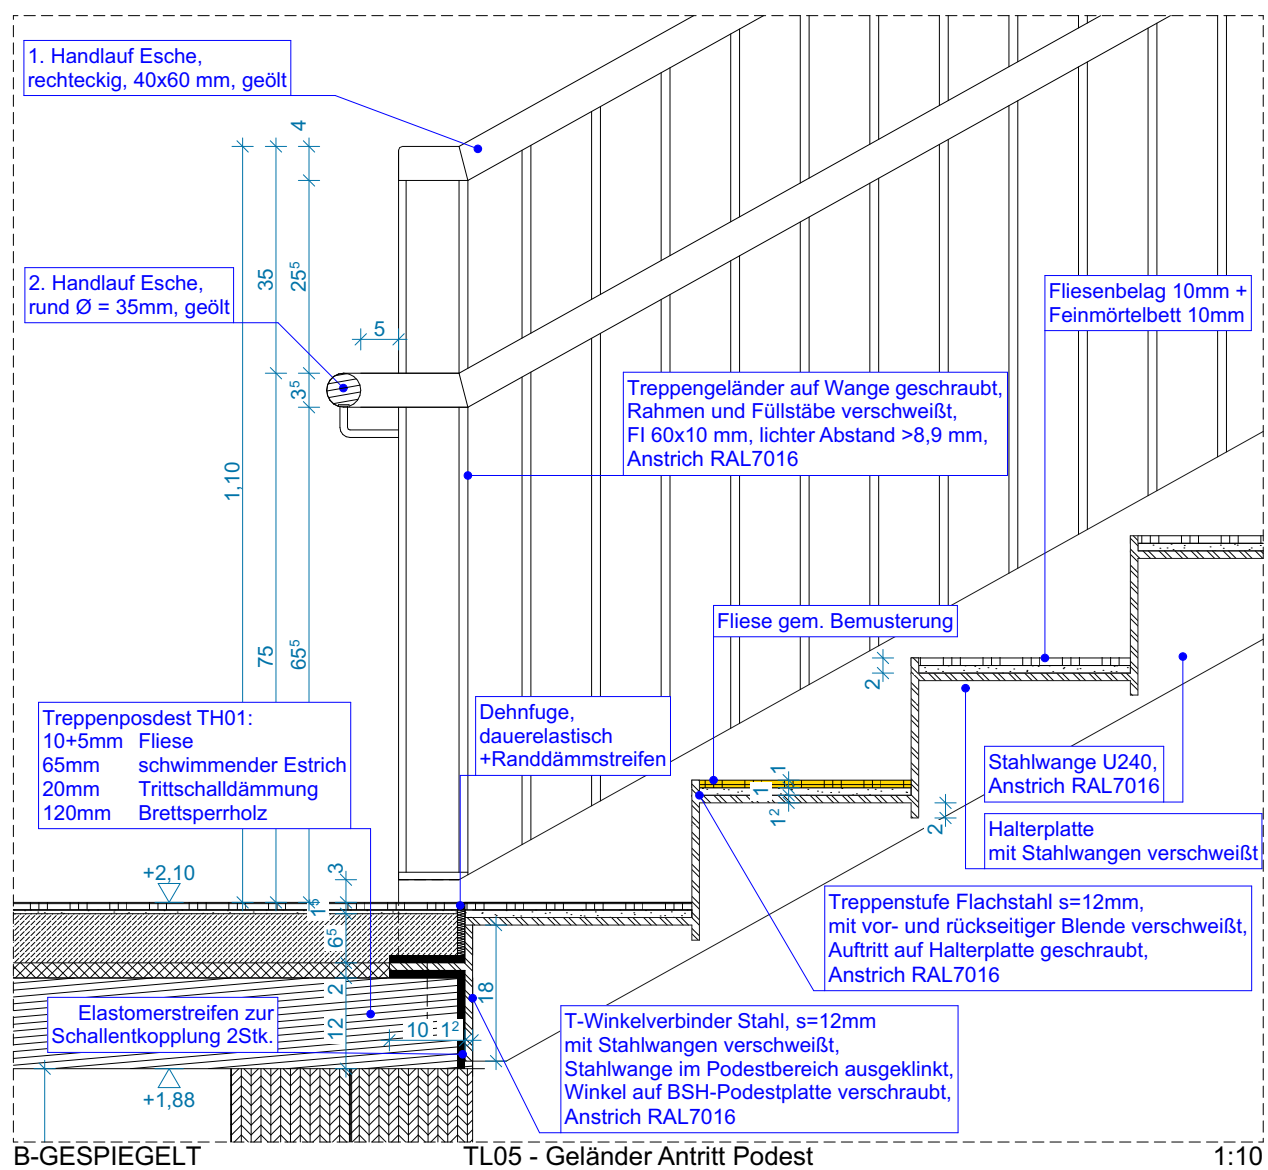 1. Handlauf Esche,
rechteckig, 40x60 mm, geölt
4
35
25⁵
2. Handlauf Esche,
rund Ø = 35mm, geölt
5
3⁵
Fliesenbelag 10mm +
Feinmörtelbett 10mm
Treppengeländer auf Wange geschraubt,
Rahmen und Füllstäbe verschweißt,
Fl 60x10 mm, lichter Abstand >8,9 mm,
Anstrich RAL7016
1,10
75
65⁵
Fliese gem. Bemusterung
2
Treppenposdest TH01:
10+5mm Fliese
65mm schwimmender Estrich
20mm Trittschalldämmung
120mm Brettsperrholz
Dehnfuge,
dauerelastisch
+Randdämmstreifen
1
1
1²
2
Stahlwange U240,
Anstrich RAL7016
Halterplatte
mit Stahlwangen verschweißt
3
+2,10
1⁵
6⁵
2
12
Treppenstufe Flachstahl s=12mm,
mit vor- und rückseitiger Blende verschweißt,
Auftritt auf Halterplatte geschraubt,
Anstrich RAL7016
Elastomerstreifen zur
Schallentkopplung 2Stk.
10
1²
18
T-Winkelverbinder Stahl, s=12mm
mit Stahlwangen verschweißt,
Stahlwange im Podestbereich ausgeklinkt,
Winkel auf BSH-Podestplatte verschraubt,
Anstrich RAL7016
+1,88
B-GESPIEGELT
TL05 - Geländer Antritt Podest
1:10